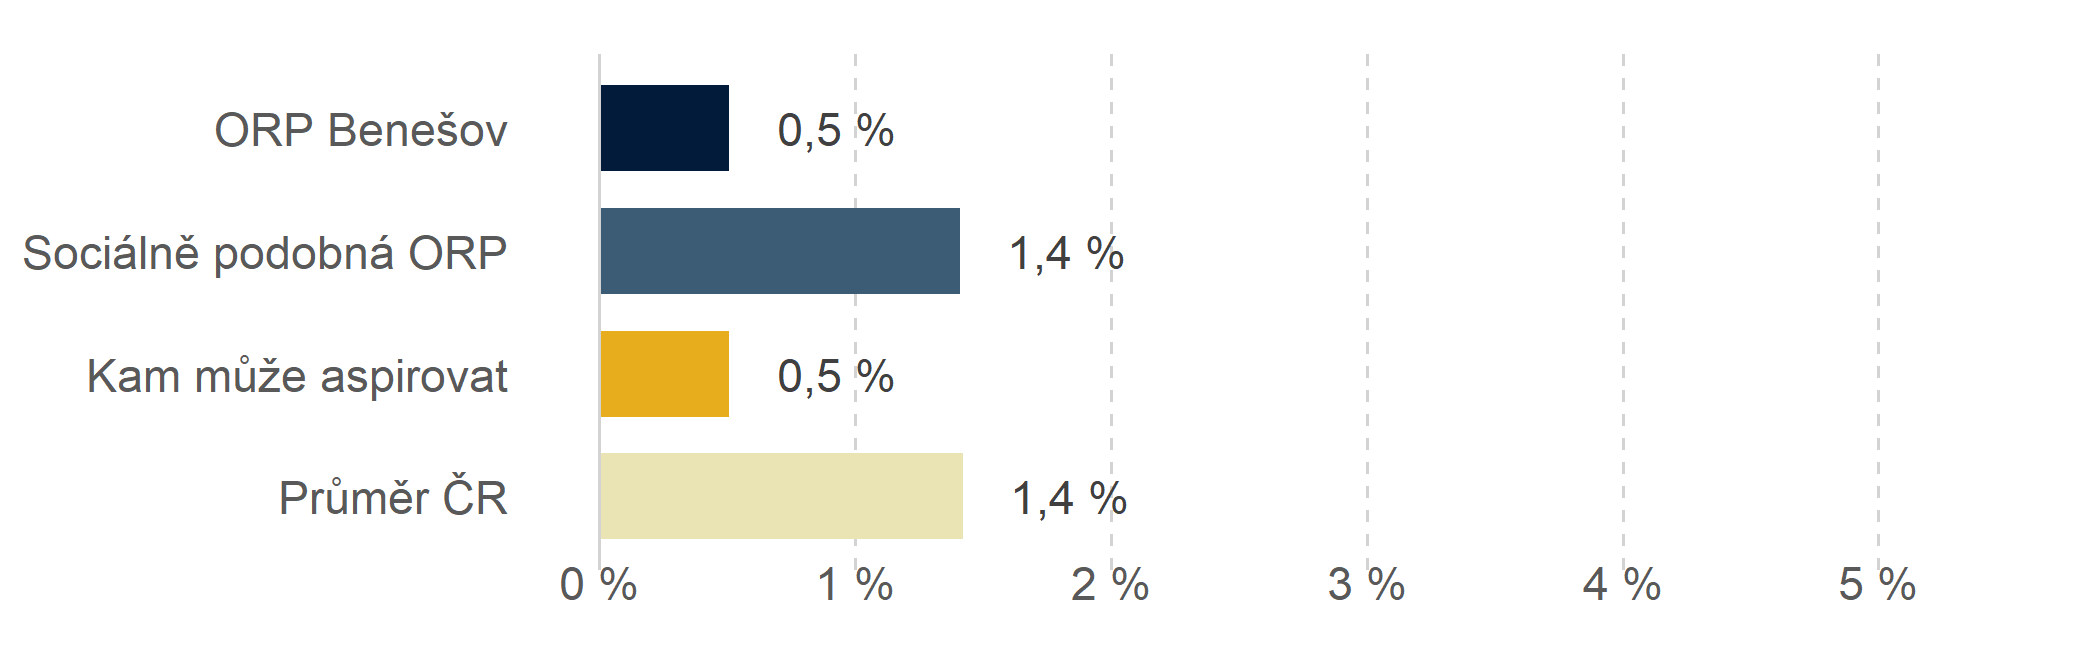 ORP Benešov 0,5 %
Sociálně podobná ORP 1,4 %
Kam může aspirovat 0,5 %
Průměr ČR 1,4 %
0 % 1 % 2 % 3 % 4 % 5 %